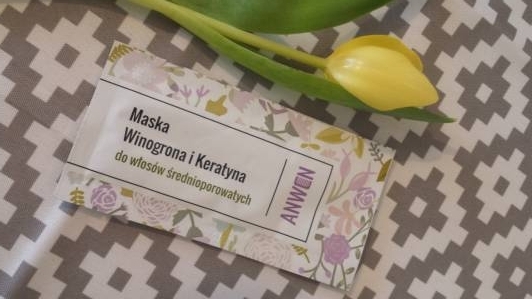 Maska
Winogrona i Keratyna
do włosów średnioporowatych
ANWEN